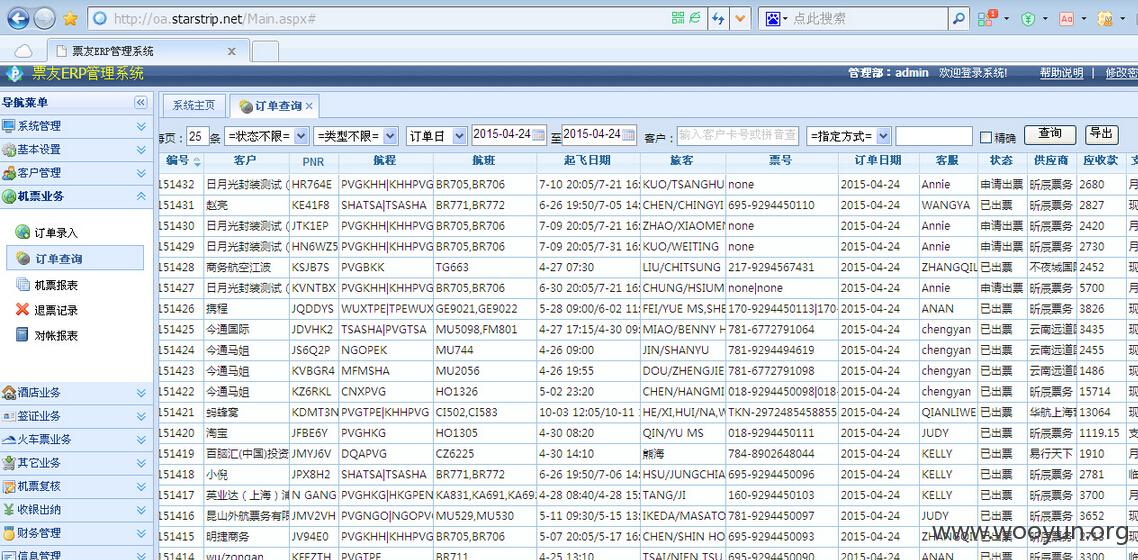 http://oa.starstrip.net/Main.aspx#
点此搜索
票友ERP管理系统
票友ERP管理系统 管理部：admin 欢迎登录系统! 帮助说明 | 修改密
导航菜单
系统主页 订单查询
系统管理
基本设置
客户管理
机票业务
订单录入
订单查询
机票报表
退票记录
对帐报表
酒店业务
签证业务
火车票业务
其它业务
机票复核
收银出纳
财务管理
信息管理
每页: 25 条 =状态不限= =类型不限= 订单日 2015-04-24 至 2015-04-24 客户: 输入客户卡号或拼音查 =指定方式= 精确 查询 导出
编号 客户 PNR 航程 航班 起飞日期 旅客 票号 订单日期 客服 状态 供应商 应收款 支
151432 日月光封装测试（ HR764E PVGKHH|KHHPVG BR705,BR706 7-10 20:05/7-21 16: KUO/TSANGHU none 2015-04-24 Annie 申请出票 昕辰票务 2680 月
151431 赵亮 KE41F8 SHATSA|TSASHA BR771,BR772 6-26 19:50/7-05 14: CHEN/CHINGYI 695-9294450110 2015-04-24 WANGYA 已出票 昕辰票务 2827 现
151430 日月光封装测试（ JTK1EP PVGKHH|KHHPVG BR705,BR706 7-09 20:05/7-21 16: ZHAO/XIAOMEI none 2015-04-24 Annie 申请出票 昕辰票务 2420 月
151429 日月光封装测试（ HN6WZ5 PVGKHH|KHHPVG BR705,BR706 7-09 20:05/7-31 16: KUO/WEITING none 2015-04-24 Annie 申请出票 昕辰票务 2730 月
151428 商务航空江波 KSJB7S PVGBKK TG663 4-27 07:30 LIU/CHITSUNG 217-9294567431 2015-04-24 ZHANGQIL 已出票 不夜城国 2452 现
151427 日月光封装测试（ KVNTBX PVGKHH|KHHPVG BR705,BR706 6-30 20:05/7-21 16: CHUNG/HSIUM none|none 2015-04-24 Annie 申请出票 昕辰票务 5700 月
151426 携程 JQDDYS WUXTPE|TPEWUX GE9021,GE9022 5-28 09:00/6-02 11: FEI/YUE MS,SHE 170-9294450113|170- 2015-04-24 ANAN 已出票 昕辰票务 3826 现
151425 今通国际 JDVHK2 TSASHA|PVGTSA MU5098,FM801 4-27 17:15/4-30 09: MIAO/BENNY H 781-6772791064 2015-04-24 chengyan 已出票 云南远道 3435 现
151424 今通马姐 JS6Q2P NGOPEK MU744 4-26 09:00 JIN/SHANYU 781-9294494619 2015-04-24 chengyan 已出票 昕辰票务 2455 现
151423 今通马姐 KVBGR4 MFMSHA MU2056 4-26 19:55 DOU/ZHENGJIE 781-6772791098 2015-04-24 chengyan 已出票 云南远道 1486 现
151422 今通马姐 KZ6RKL CNXPVG HO1326 5-02 23:20 CHEN/HANGMI 018-9294450098|018- 2015-04-24 chengyan 已出票 昕辰票务 15714 现
151421 蚂蜂窝 KDMT3N PVGTPE|KHHPVG CI502,CI583 10-03 12:05/10-11 HE/XI,HUI/NA,W TKN-2972485458855 2015-04-24 QIANLIWE 已出票 华航上海 13064 现
151420 淘宝 JFBE6Y PVGHKG HO1305 4-30 08:20 QIN/YU MS 018-9294450111 2015-04-24 JUDY 已出票 昕辰票务 1119.15 支
151419 百脑汇(中国)投资 JMYJ6V DQAPVG CZ6225 4-30 14:10 熊海 784-8902648044 2015-04-24 KELLY 已出票 易行天下 1910 月
151418 小倪 JPX8H2 SHATSA|TSASHA BR771,BR772 6-26 19:50/7-06 14: HSU/JUNGCHIA 695-9294450096 2015-04-24 KELLY 已出票 昕辰票务 2781 临
151417 英业达（上海）浦 N GANG PVGHKG|HKGPEN KA831,KA691,KA69 4-28 08:40/4-28 15: TANG/JI 160-9294450103 2015-04-24 KELLY 已出票 昕辰票务 3700 月
151416 昆山外航票务有限 JMV2VH PVGNGO|NGOPVG MU529,MU530 5-11 09:30/5-15 13: IKEDA/MASATO 781-9294450097 2015-04-24 JUDY 已出票 昕辰票务 3652 现
151415 明捷商务 JV94E0 PVGKHH|KHHPVG BR705,BR706 5-07 20:05/5-17 16: CHEN/SHIN HO 695-9294450093 2015-04-24 ZHANGQIL 已出票 昕辰票务
151414 wu/zongan KEFZTH PVGTPE BR711 4-25 13:10 TSAI/NIEN TSU 695-9294450095 2015-04-24 ANAN 已出票 昕辰票务 3300
www.wooyun.org